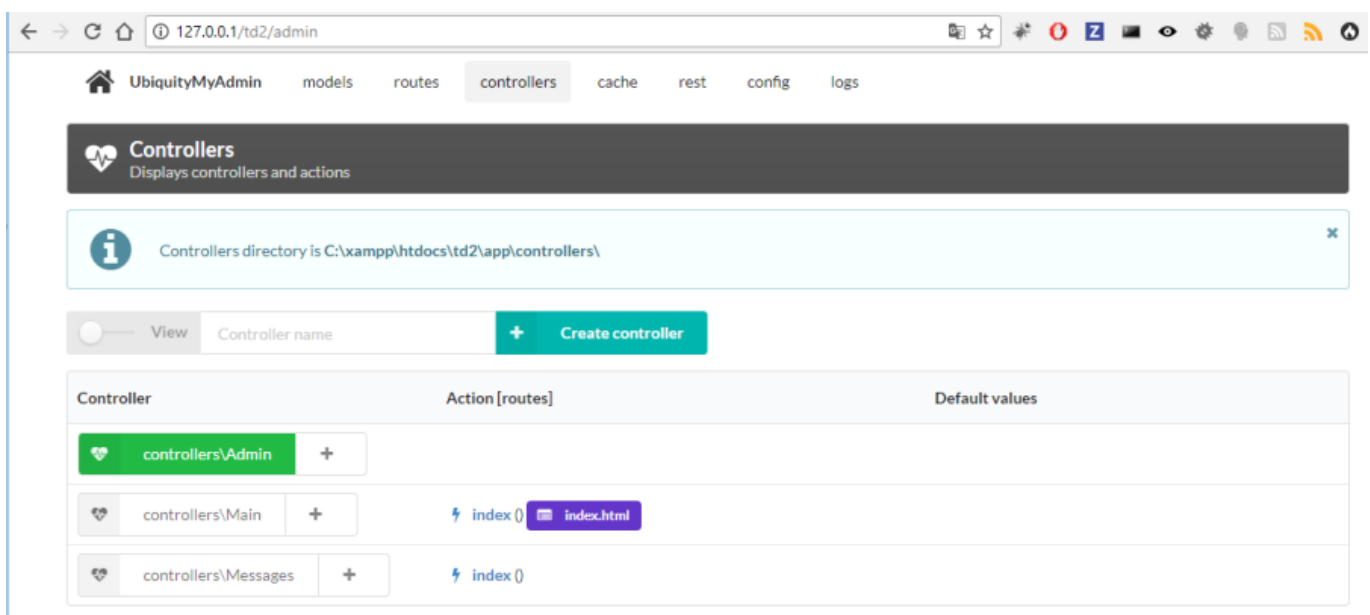 127.0.0.1/td2/admin
UbiquityMyAdmin models routes controllers cache rest config logs
Controllers
Displays controllers and actions
Controllers directory is C:\xampp\htdocs\td2\app\controllers\
View Controller name + Create controller
Controller Action [routes] Default values
controllers\Admin +
controllers\Main + index () index.html
controllers\Messages + index ()